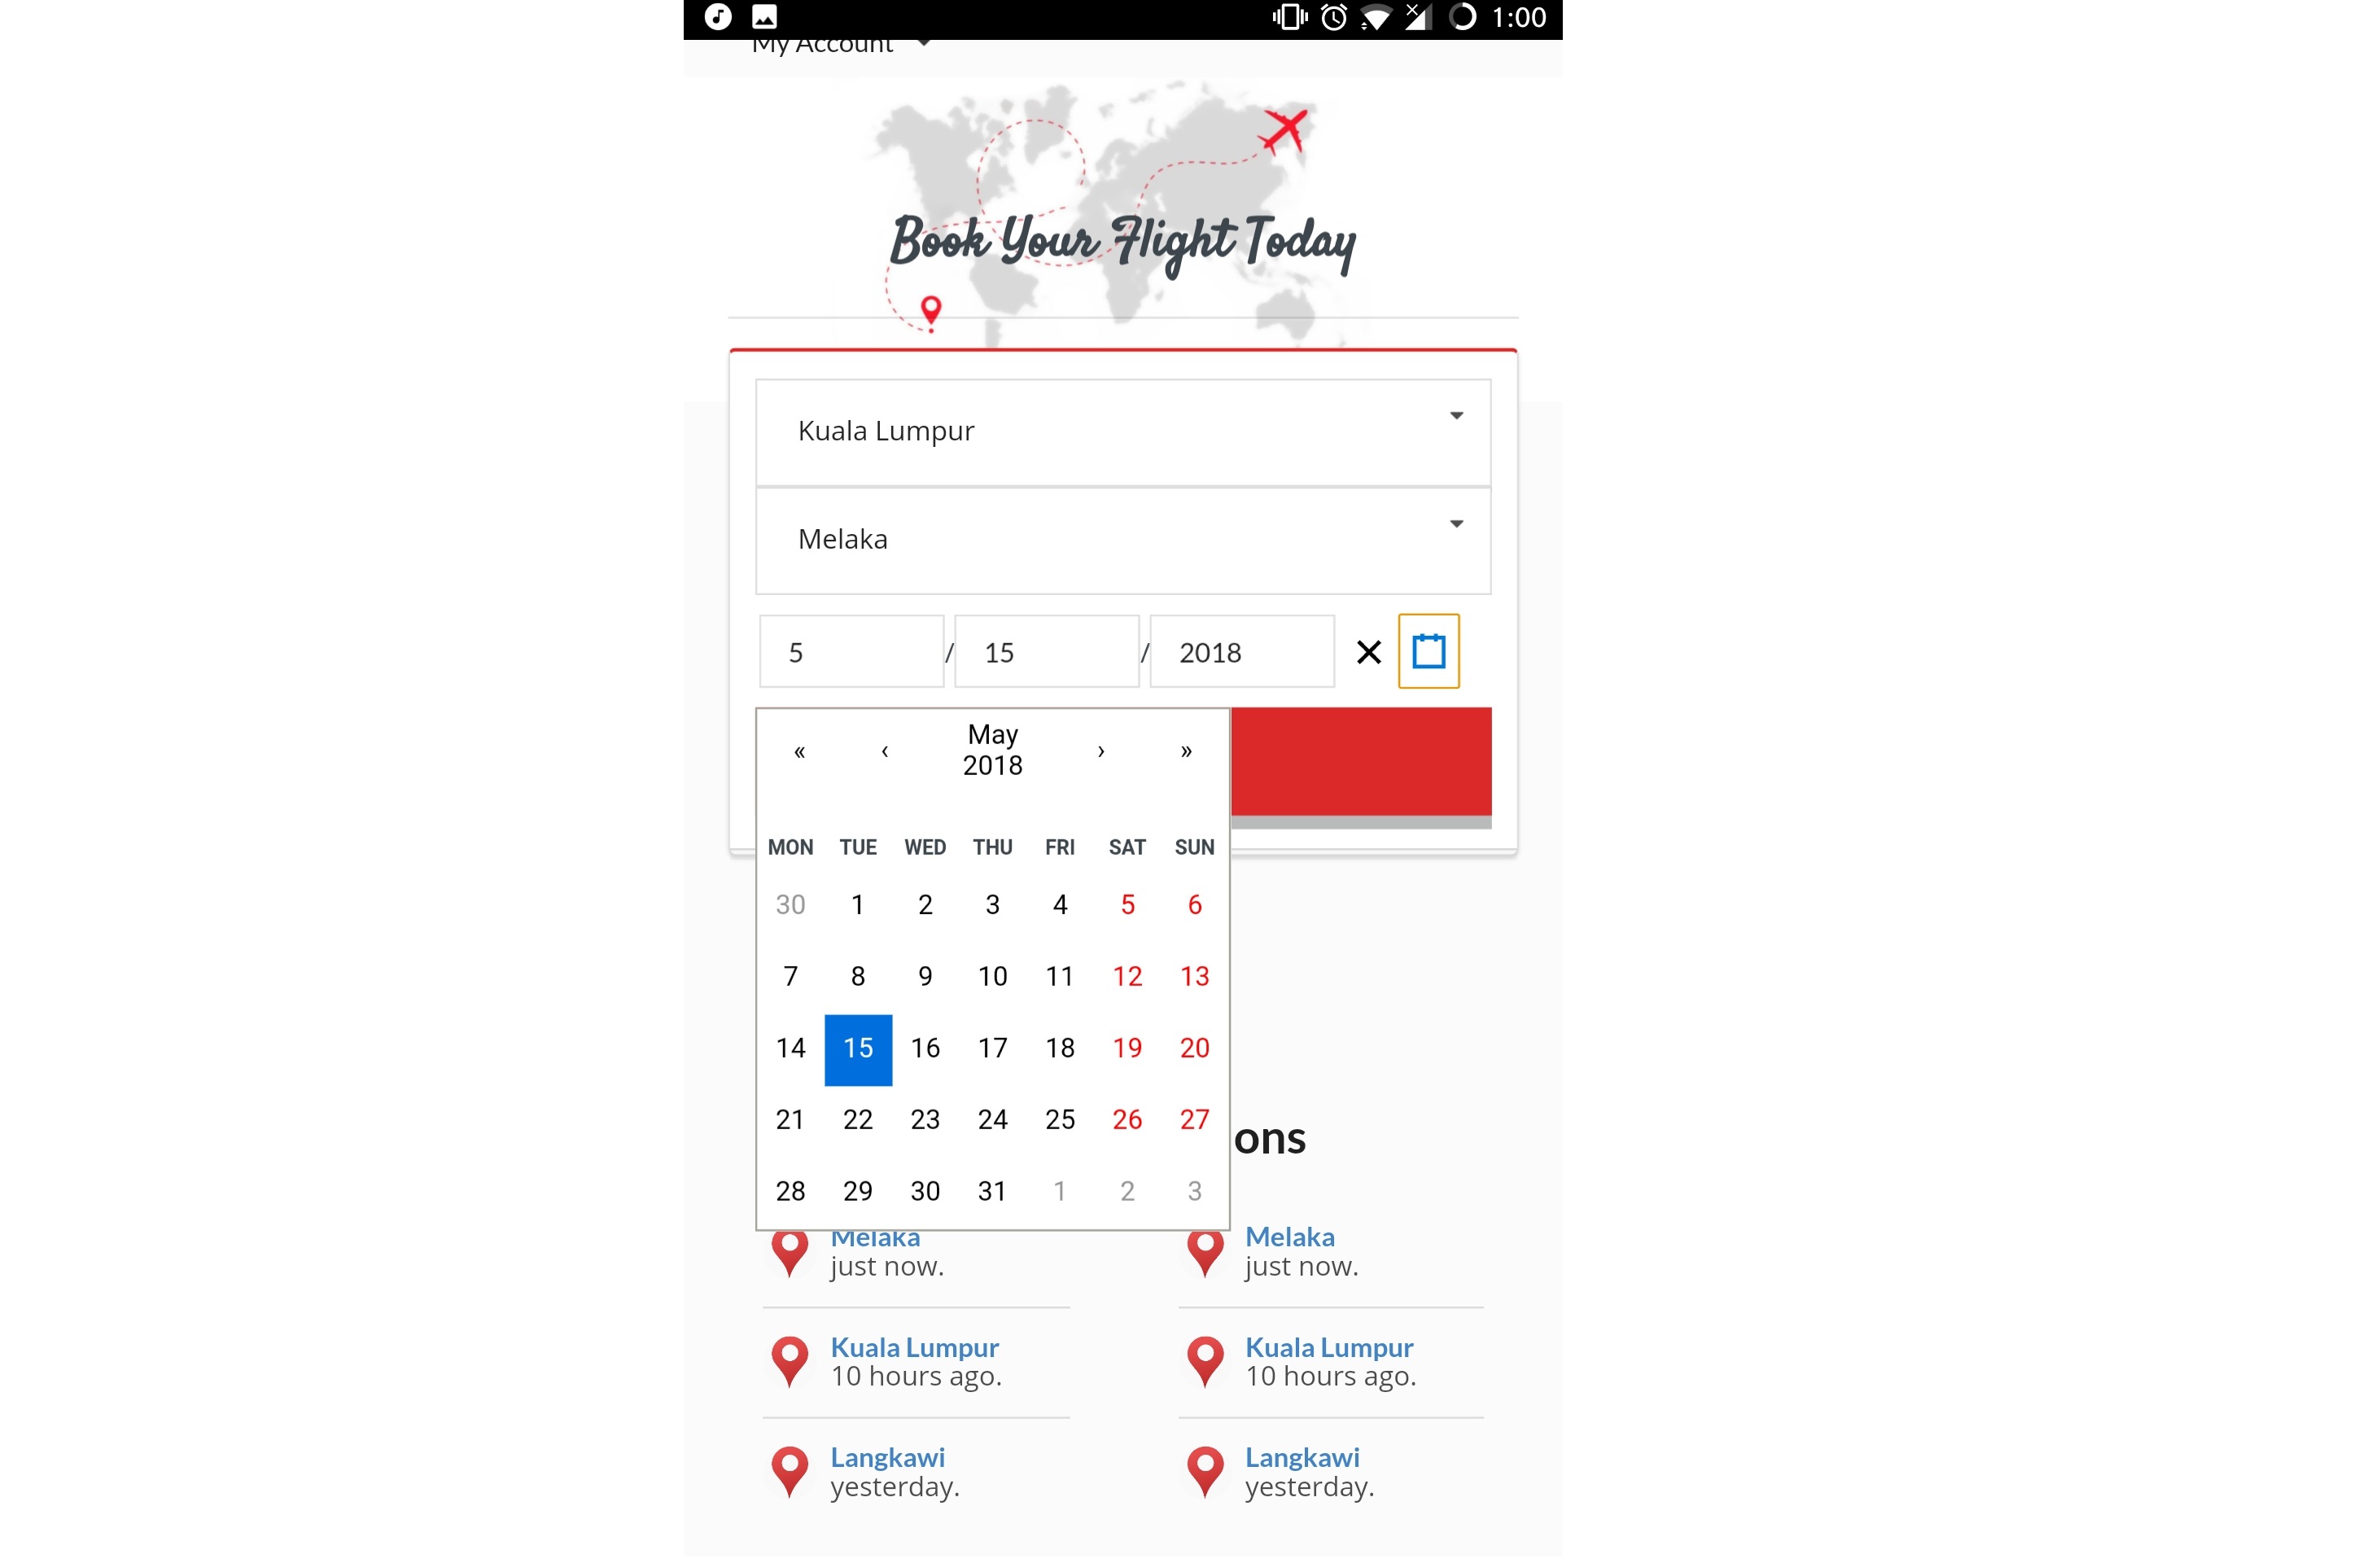 1:00
My Account
Book Your Flight Today
Kuala Lumpur
Melaka
5 / 15 / 2018
« ‹ May 2018 › »
MON TUE WED THU FRI SAT SUN
30 1 2 3 4 5 6
7 8 9 10 11 12 13
14 15 16 17 18 19 20
21 22 23 24 25 26 27
28 29 30 31 1 2 3
ons
Melaka
just now.
Kuala Lumpur
10 hours ago.
Langkawi
yesterday.
Melaka
just now.
Kuala Lumpur
10 hours ago.
Langkawi
yesterday.